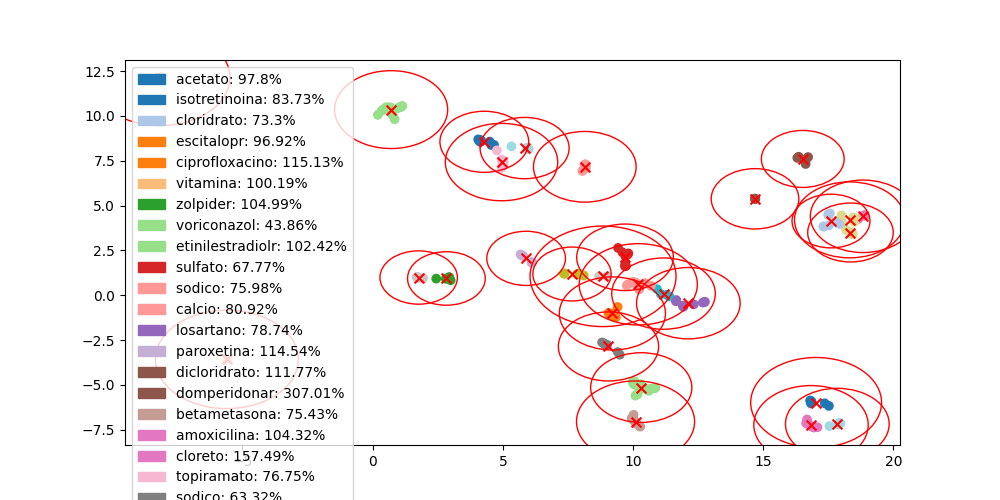 12.5
10.0
7.5
5.0
2.5
0.0
−2.5
−5.0
−7.5
acetato: 97.8%
isotretinoina: 83.73%
cloridrato: 73.3%
escitalopr: 96.92%
ciprofloxacino: 115.13%
vitamina: 100.19%
zolpider: 104.99%
voriconazol: 43.86%
etinilestradiolr: 102.42%
sulfato: 67.77%
sodico: 75.98%
calcio: 80.92%
losartano: 78.74%
paroxetina: 114.54%
dicloridrato: 111.77%
domperidonar: 307.01%
betametasona: 75.43%
amoxicilina: 104.32%
cloreto: 157.49%
topiramato: 76.75%
sodico: 63.32%
0 5 10 15 20